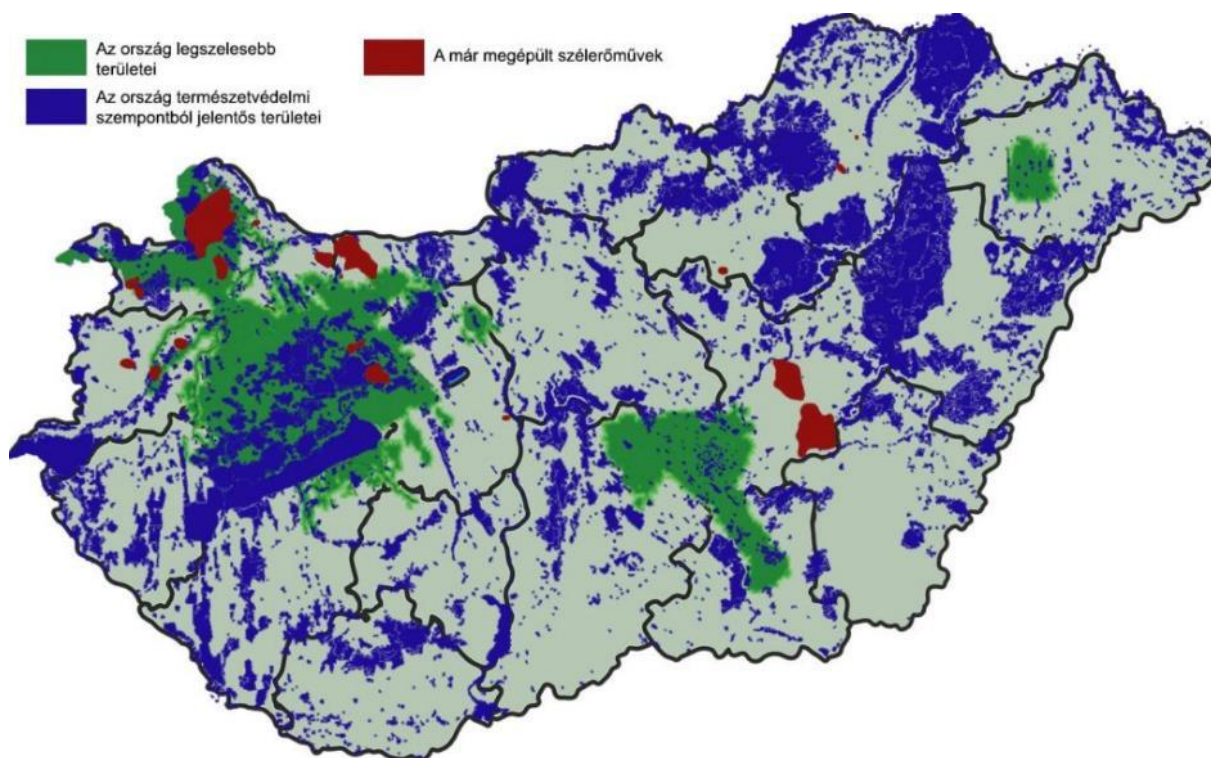 Az ország legszelesebb
területei
Az ország természetvédelmi
szempontból jelentős területei
A már megépült szélerőművek